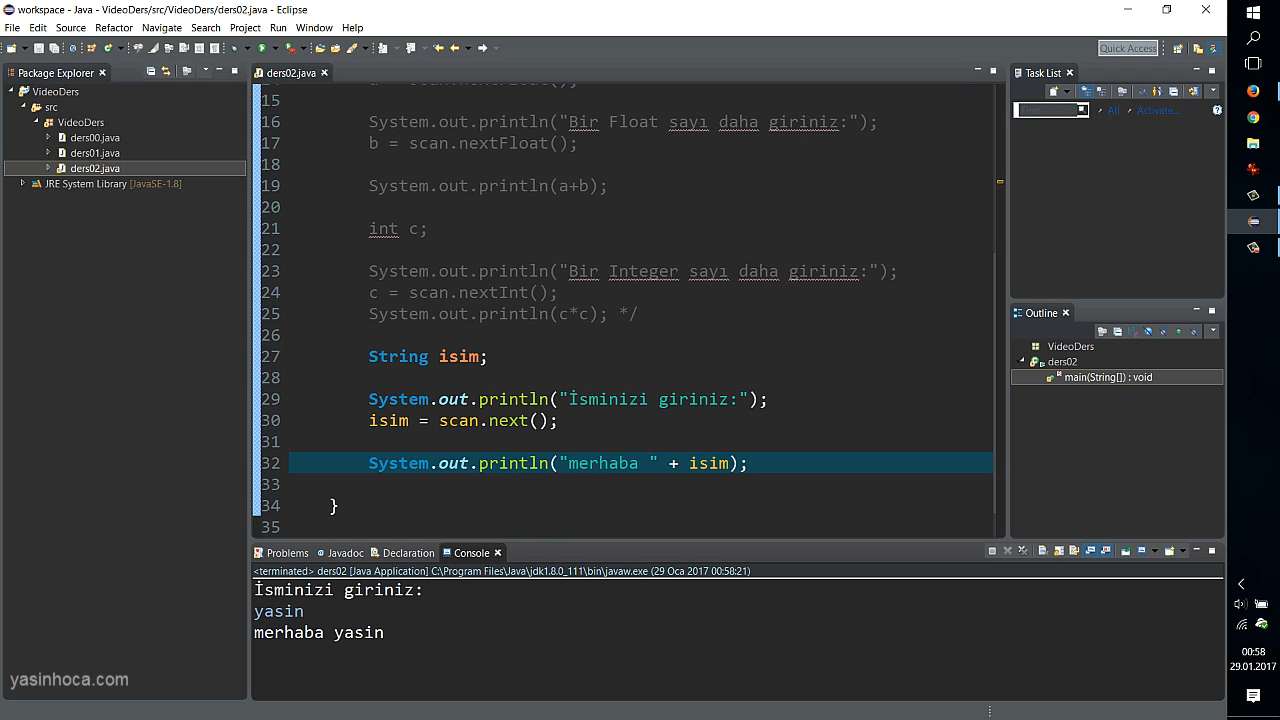 workspace - Java - VideoDers/src/VideoDers/ders02.java - Eclipse
File Edit Source Refactor Navigate Search Project Run Window Help
Quick Access
Package Explorer
VideoDers
src
VideoDers
ders00.java
ders01.java
ders02.java
JRE System Library [JavaSE-1.8]
yasinhoca.com
ders02.java
15
16 System.out.println("Bir Float sayı daha giriniz:");
17 b = scan.nextFloat();
18
19 System.out.println(a+b);
20
21 int c;
22
23 System.out.println("Bir Integer sayı daha giriniz:");
24 c = scan.nextInt();
25 System.out.println(c*c); */
26
27 String isim;
28
29 System.out.println("İsminizi giriniz:");
30 isim = scan.next();
31
32 System.out.println("merhaba " + isim);
33
34 }
35
Problems Javadoc Declaration Console
<terminated> ders02 [Java Application] C:\Program Files\Java\jdk1.8.0_111\bin\javaw.exe (29 Oca 2017 00:58:21)
İsminizi giriniz:
yasin
merhaba yasin
Task List
All Activate...
Outline
VideoDers
ders02
main(String[]) : void
00:58
29.01.2017